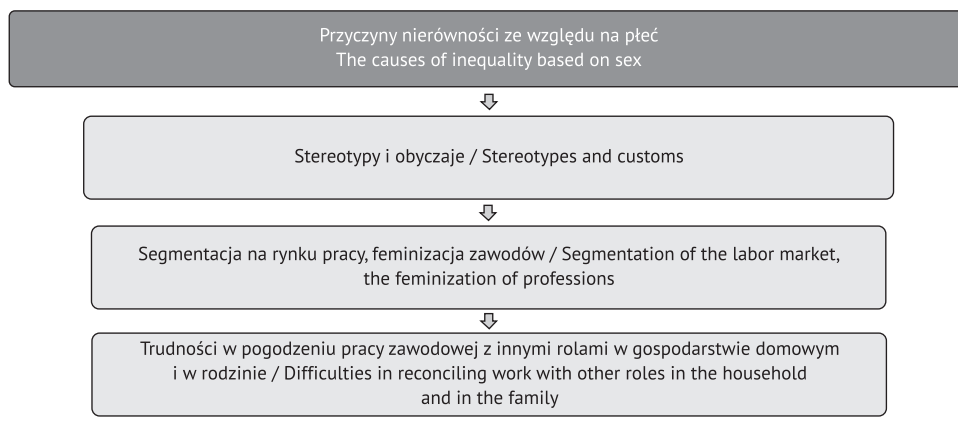 Przyczyny nierówności ze względu na płeć
The causes of inequality based on sex
Stereotypy i obyczaje / Stereotypes and customs
Segmentacja na rynku pracy, feminizacja zawodów / Segmentation of the labor market,
the feminization of professions
Trudności w pogodzeniu pracy zawodowej z innymi rolami w gospodarstwie domowym
i w rodzinie / Difficulties in reconciling work with other roles in the household
and in the family